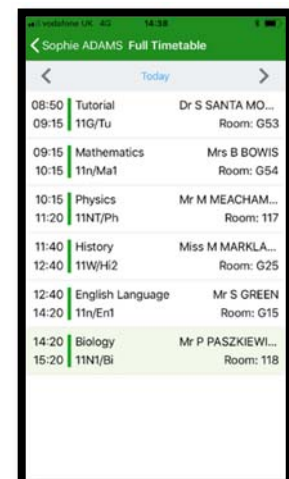 vodafone UK 4G 14:38
Sophie ADAMS Full Timetable
Today
08:50 Tutorial Dr S SANTA MO...
09:15 11G/Tu Room: G53
09:15 Mathematics Mrs B BOWIS
10:15 11n/Ma1 Room: G54
10:15 Physics Mr M MEACHAM...
11:20 11NT/Ph Room: 117
11:40 History Miss M MARKLA...
12:40 11W/Hi2 Room: G25
12:40 English Language Mr S GREEN
14:20 11n/En1 Room: G15
14:20 Biology Mr P PASZKIEWI...
15:20 11N1/Bi Room: 118